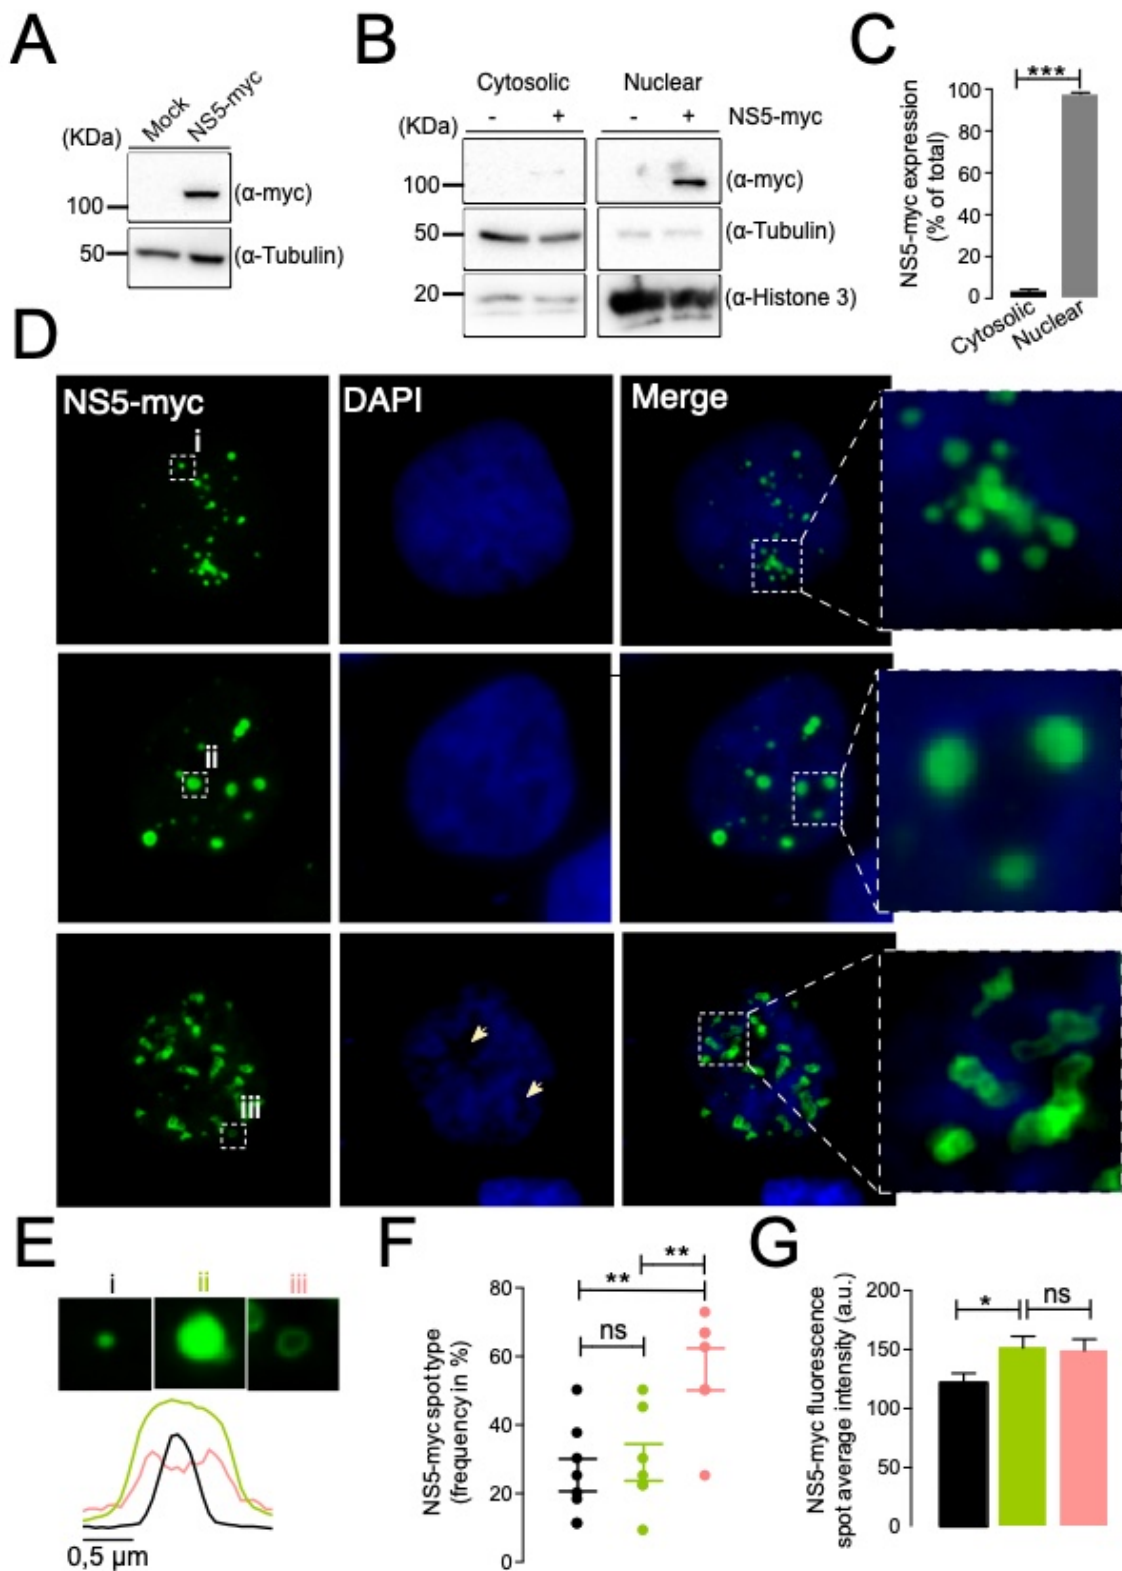 A
Mock
NS5-myc
(KDa)
100
(α-myc)
50
(α-Tubulin)
B
Cytosolic
Nuclear
(KDa)
-
+
-
+
NS5-myc
100
(α-myc)
50
(α-Tubulin)
20
(α-Histone 3)
C
***
NS5-myc expression
(% of total)
100
80
60
40
20
0
Cytosolic
Nuclear
D
NS5-myc
DAPI
Merge
i
ii
iii
E
i
ii
iii
0,5 µm
F
NS5-myc spot type
(frequency in %)
80
60
40
20
0
**
**
ns
G
NS5-myc fluorescence
spot average intensity (a.u.)
200
150
100
50
0
*
ns